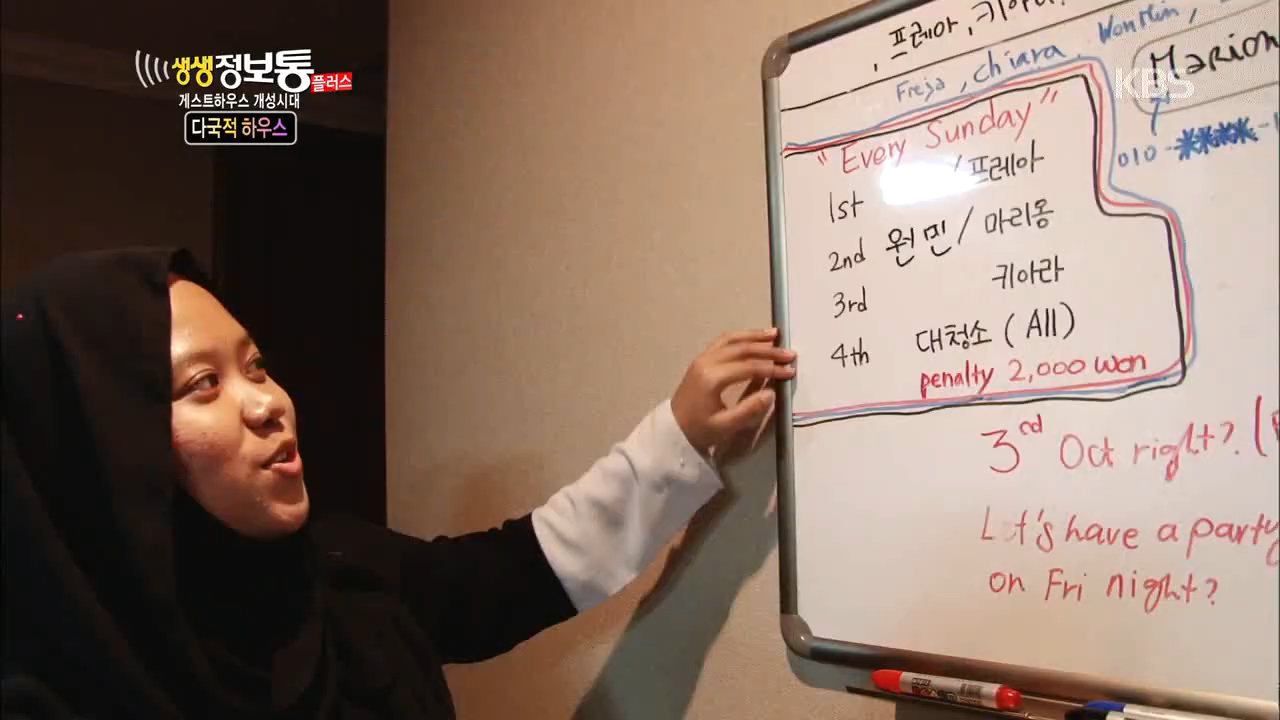 생생정보통 플러스
게스트하우스 개성시대
다국적 하우스
KBS
, 프레아, 키아라
Freja, Chiara, WonMin,
Marion
010-****-
"Every Sunday"
1st /프레아
2nd 원민/마리옹
3rd 키아라
4th 대청소 (All)
penalty 2,000 won
3rd Oct right? (
Let's have a party
on Fri night?